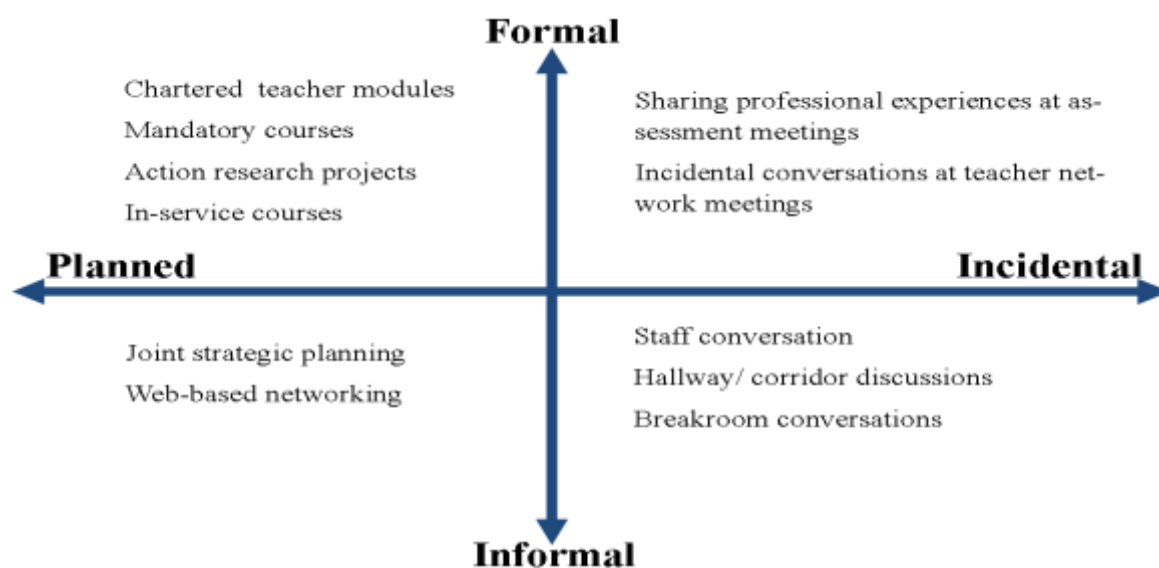 Formal
Chartered teacher modules
Mandatory courses
Action research projects
In-service courses
Sharing professional experiences at as-
sessment meetings
Incidental conversations at teacher net-
work meetings
Planned
Incidental
Joint strategic planning
Web-based networking
Staff conversation
Hallway/ corridor discussions
Breakroom conversations
Informal